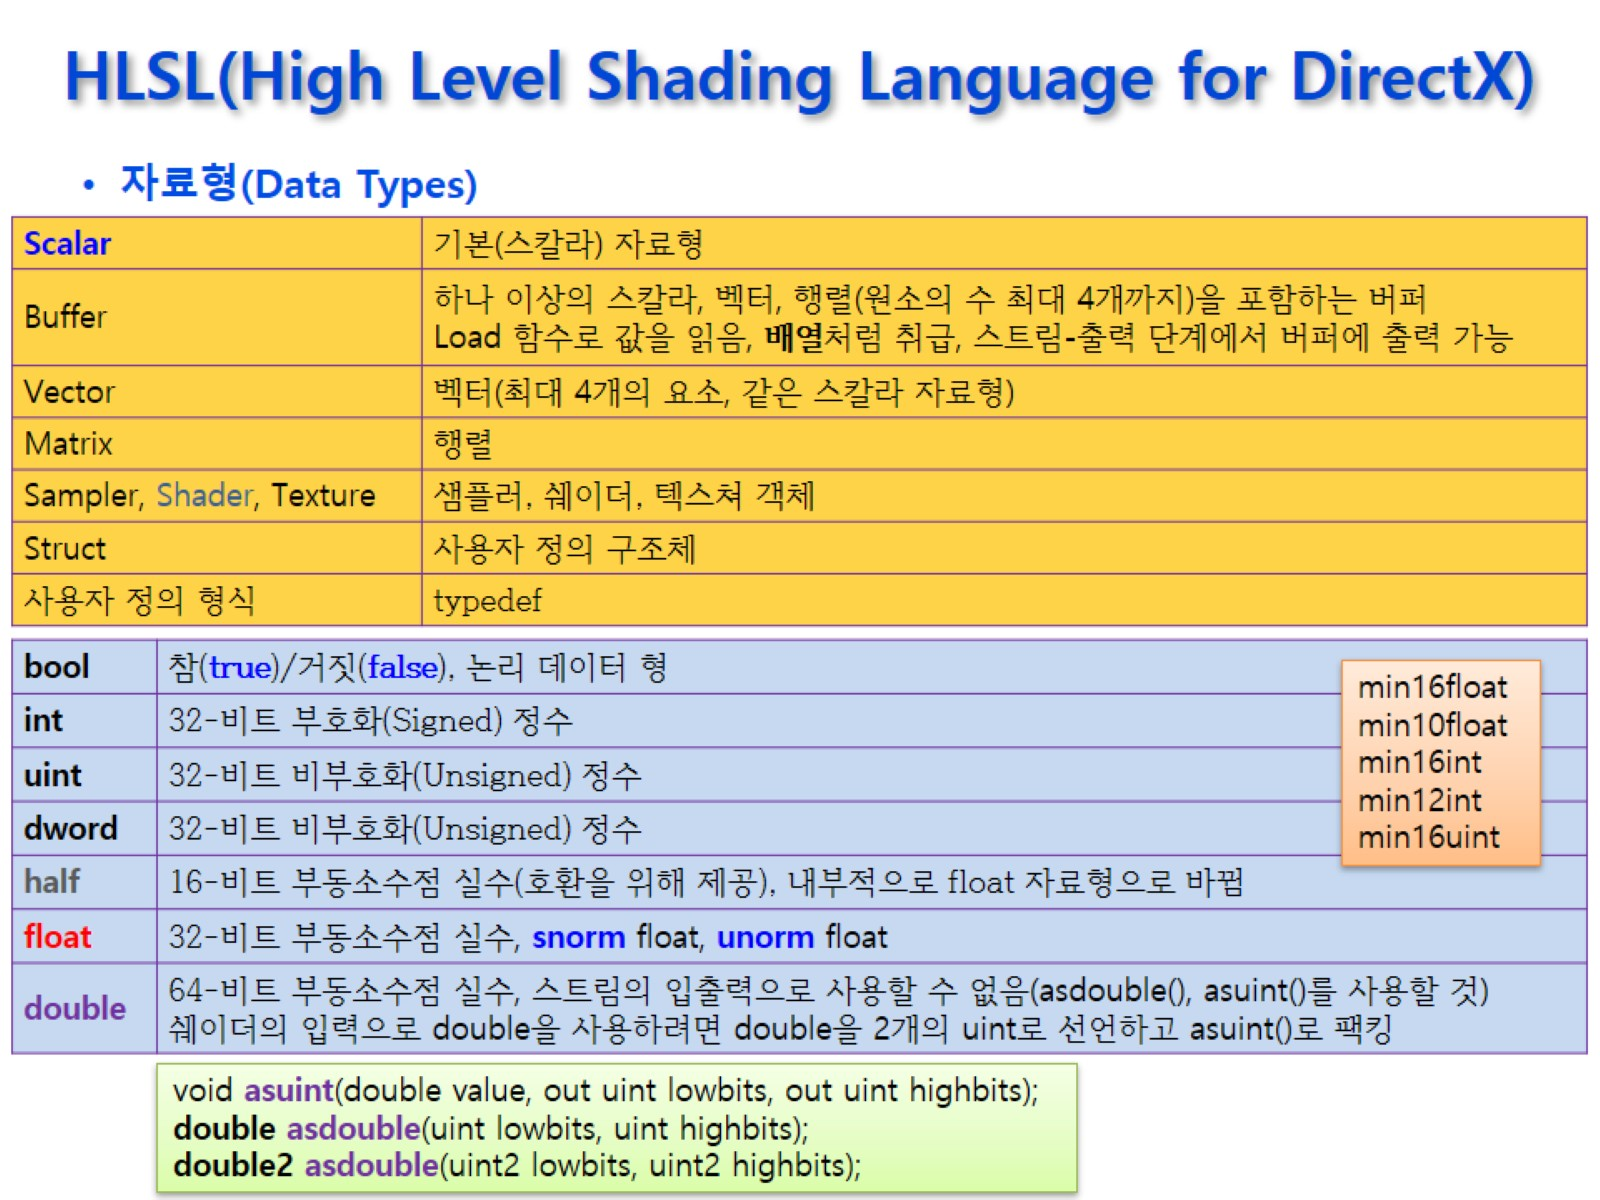 HLSL(High Level Shading Language for DirectX)
• 자료형(Data Types)
Scalar 기본(스칼라) 자료형
Buffer 하나 이상의 스칼라, 벡터, 행렬(원소의 수 최대 4개까지)을 포함하는 버퍼
Load 함수로 값을 읽음, 배열처럼 취급, 스트림-출력 단계에서 버퍼에 출력 가능
Vector 벡터(최대 4개의 요소, 같은 스칼라 자료형)
Matrix 행렬
Sampler, Shader, Texture 샘플러, 쉐이더, 텍스쳐 객체
Struct 사용자 정의 구조체
사용자 정의 형식 typedef
bool 참(true)/거짓(false), 논리 데이터 형
int 32-비트 부호화(Signed) 정수
uint 32-비트 비부호화(Unsigned) 정수
dword 32-비트 비부호화(Unsigned) 정수
half 16-비트 부동소수점 실수(호환을 위해 제공), 내부적으로 float 자료형으로 바뀜
float 32-비트 부동소수점 실수, snorm float, unorm float
double 64-비트 부동소수점 실수, 스트림의 입출력으로 사용할 수 없음(asdouble(), asuint()를 사용할 것)
쉐이더의 입력으로 double을 사용하려면 double을 2개의 uint로 선언하고 asuint()로 팩킹
min16float
min10float
min16int
min12int
min16uint
void asuint(double value, out uint lowbits, out uint highbits);
double asdouble(uint lowbits, uint highbits);
double2 asdouble(uint2 lowbits, uint2 highbits);